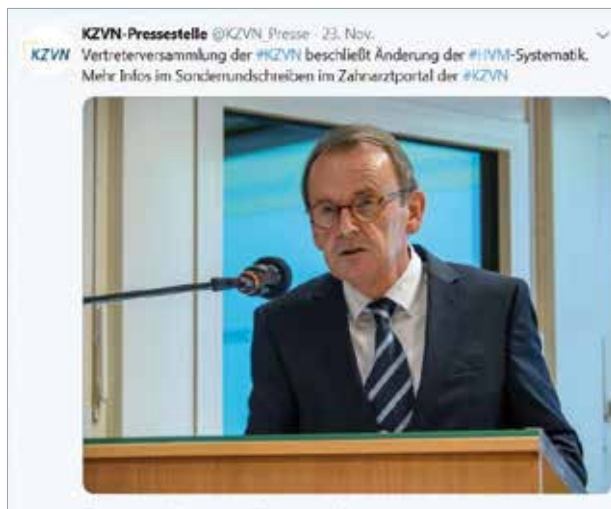 KZVN-Pressestelle @KZVN_Presse · 23. Nov.
KZVN
Vertreterversammlung der #KZVN beschließt Änderung der #HVM-Systematik.
Mehr Infos im Sonderrundschreiben im Zahnarztportal der #KZVN